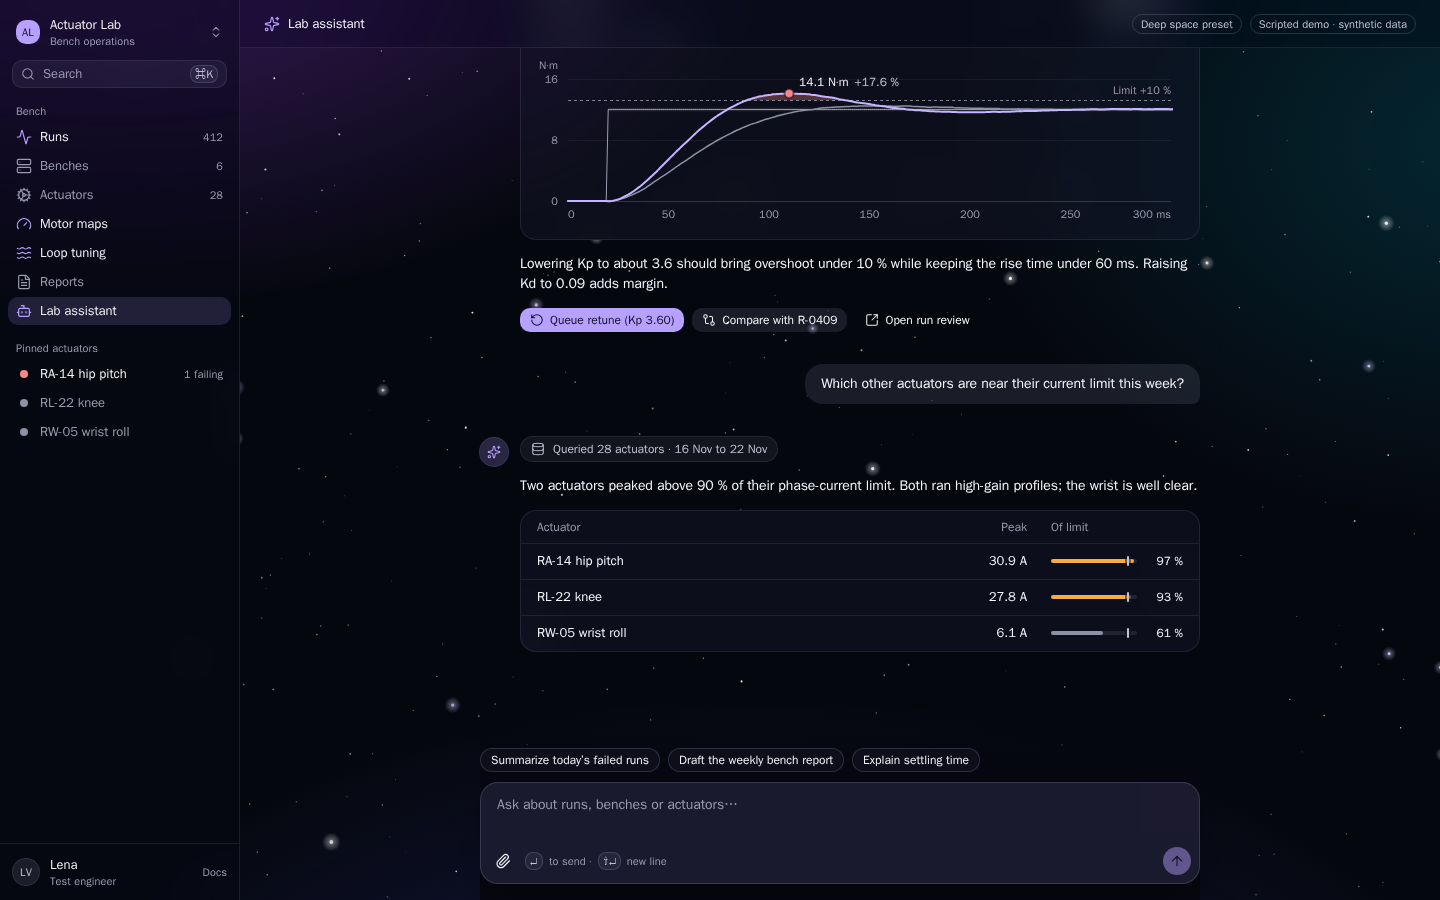 AL
Actuator Lab
Bench operations
Search
⌘K
Bench
Runs 412
Benches 6
Actuators 28
Motor maps
Loop tuning
Reports
Lab assistant
Pinned actuators
RA-14 hip pitch 1 failing
RL-22 knee
RW-05 wrist roll
LV
Lena
Test engineer
Docs
Lab assistant
Deep space preset
Scripted demo · synthetic data
N·m
16
8
0
14.1 N·m +17.6 %
Limit +10 %
0 50 100 150 200 250 300 ms
Lowering Kp to about 3.6 should bring overshoot under 10 % while keeping the rise time under 60 ms. Raising
Kd to 0.09 adds margin.
Queue retune (Kp 3.60)
Compare with R-0409
Open run review
Which other actuators are near their current limit this week?
Queried 28 actuators · 16 Nov to 22 Nov
Two actuators peaked above 90 % of their phase-current limit. Both ran high-gain profiles; the wrist is well clear.
Actuator Peak Of limit
RA-14 hip pitch 30.9 A 97 %
RL-22 knee 27.8 A 93 %
RW-05 wrist roll 6.1 A 61 %
Summarize today's failed runs
Draft the weekly bench report
Explain settling time
Ask about runs, benches or actuators…
↵ to send · ⇧↵ new line